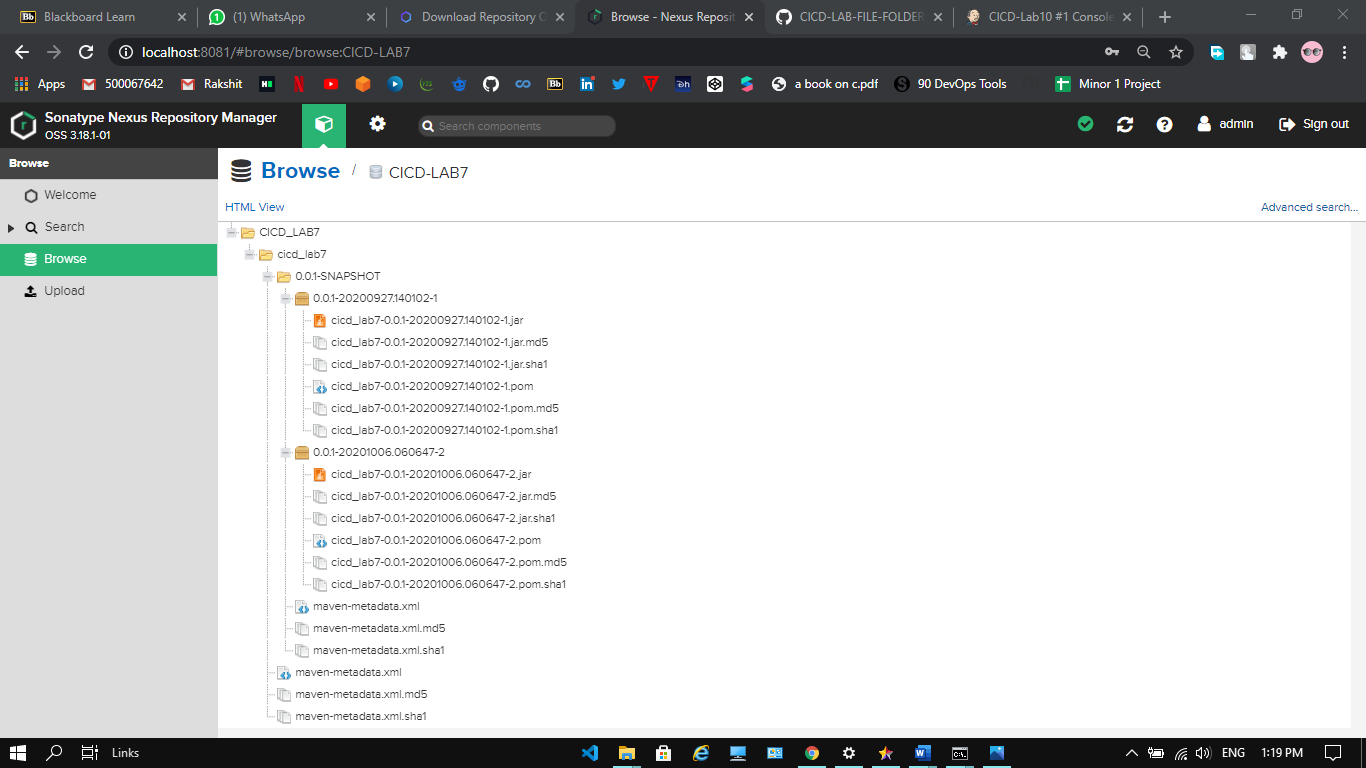 Blackboard Learn
(1) WhatsApp
Download Repository C
Browse - Nexus Reposit
CICD-LAB-FILE-FOLDER
CICD-Lab10 #1 Console
localhost:8081/#browse/browse:CICD-LAB7
Apps
500067642
Rakshit
a book on c.pdf
90 DevOps Tools
Minor 1 Project
Sonatype Nexus Repository Manager
OSS 3.18.1-01
Search components
admin
Sign out
Browse
Welcome
Search
Browse
Upload
Browse / CICD-LAB7
HTML View
Advanced search...
CICD_LAB7
cicd_lab7
0.0.1-SNAPSHOT
0.0.1-20200927.140102-1
cicd_lab7-0.0.1-20200927.140102-1.jar
cicd_lab7-0.0.1-20200927.140102-1.jar.md5
cicd_lab7-0.0.1-20200927.140102-1.jar.sha1
cicd_lab7-0.0.1-20200927.140102-1.pom
cicd_lab7-0.0.1-20200927.140102-1.pom.md5
cicd_lab7-0.0.1-20200927.140102-1.pom.sha1
0.0.1-20201006.060647-2
cicd_lab7-0.0.1-20201006.060647-2.jar
cicd_lab7-0.0.1-20201006.060647-2.jar.md5
cicd_lab7-0.0.1-20201006.060647-2.jar.sha1
cicd_lab7-0.0.1-20201006.060647-2.pom
cicd_lab7-0.0.1-20201006.060647-2.pom.md5
cicd_lab7-0.0.1-20201006.060647-2.pom.sha1
maven-metadata.xml
maven-metadata.xml.md5
maven-metadata.xml.sha1
maven-metadata.xml
maven-metadata.xml.md5
maven-metadata.xml.sha1
Links
ENG
1:19 PM